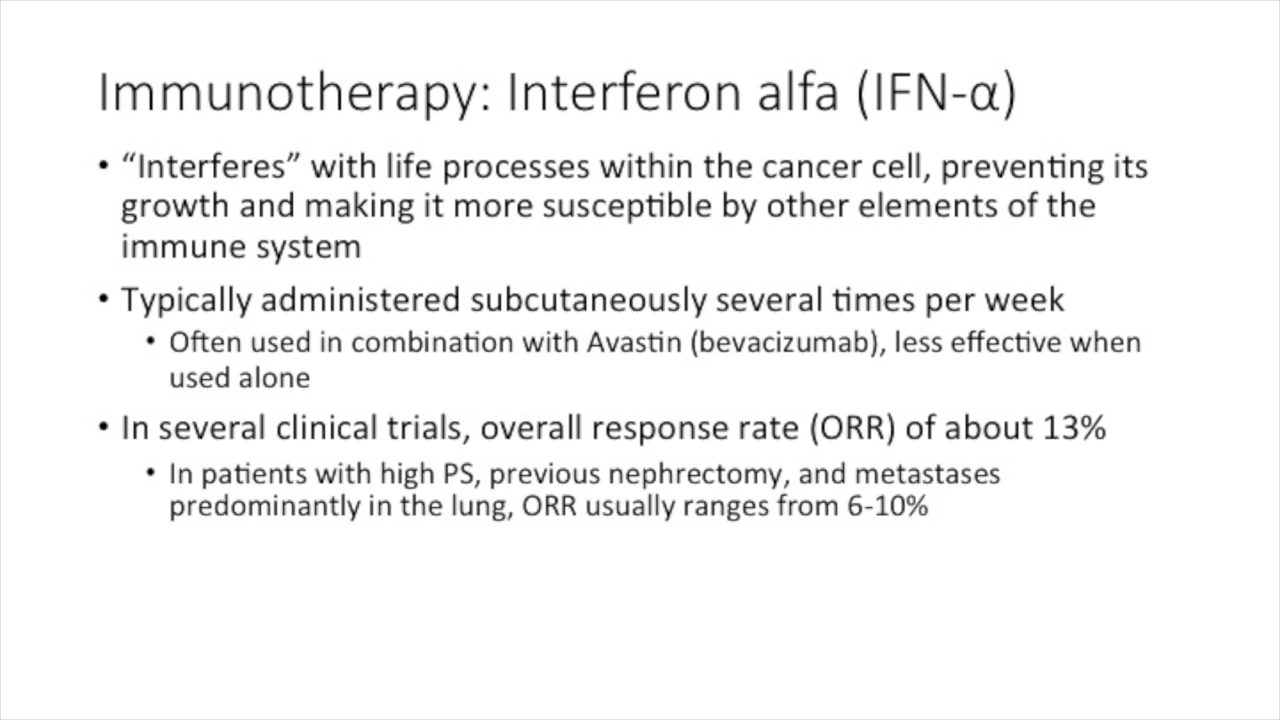 Immunotherapy: Interferon alfa (IFN-α)
• “Interferes” with life processes within the cancer cell, preventing its
growth and making it more susceptible by other elements of the
immune system
• Typically administered subcutaneously several times per week
• Often used in combination with Avastin (bevacizumab), less effective when
used alone
• In several clinical trials, overall response rate (ORR) of about 13%
• In patients with high PS, previous nephrectomy, and metastases
predominantly in the lung, ORR usually ranges from 6-10%